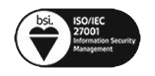 bsi.
ISO/IEC
27001
Information Security
Management